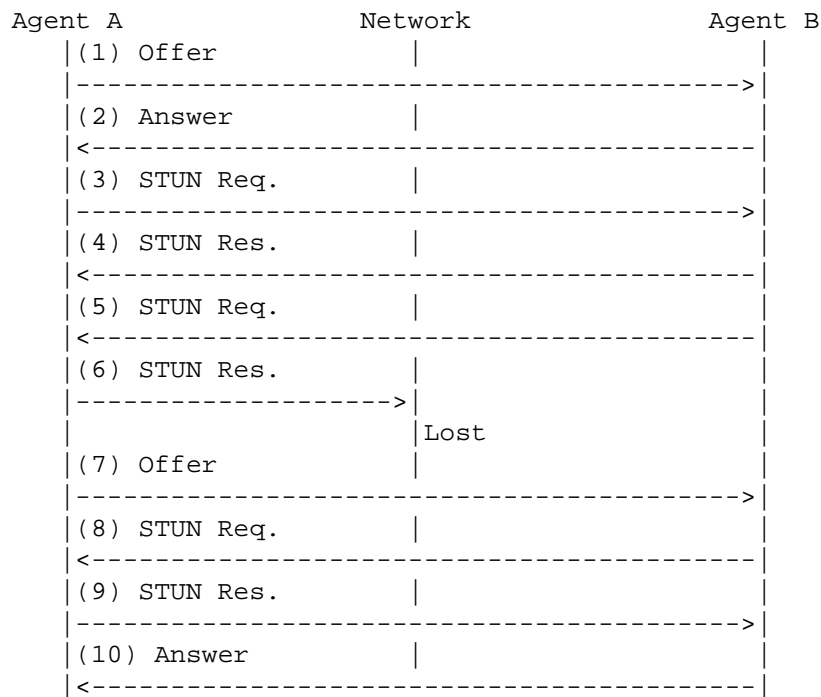 Agent A Network Agent B
(1) Offer
(2) Answer
(3) STUN Req.
(4) STUN Res.
(5) STUN Req.
(6) STUN Res.
Lost
(7) Offer
(8) STUN Req.
(9) STUN Res.
(10) Answer